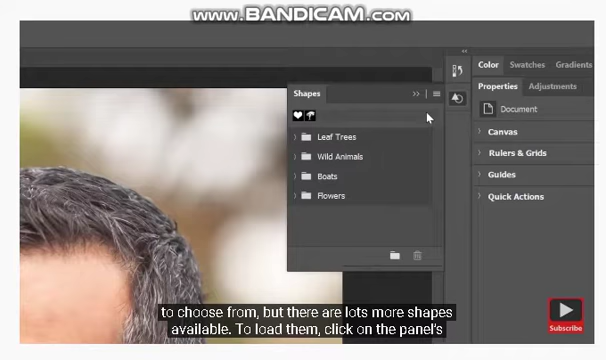 www.BANDICAM.com
Color Swatches Gradients
Shapes
Properties Adjustments
Document
Leaf Trees
Canvas
Wild Animals
Rulers & Grids
Boats
Guides
Flowers
Quick Actions
to choose from, but there are lots more shapes
available. To load them, click on the panel's
Subscribe